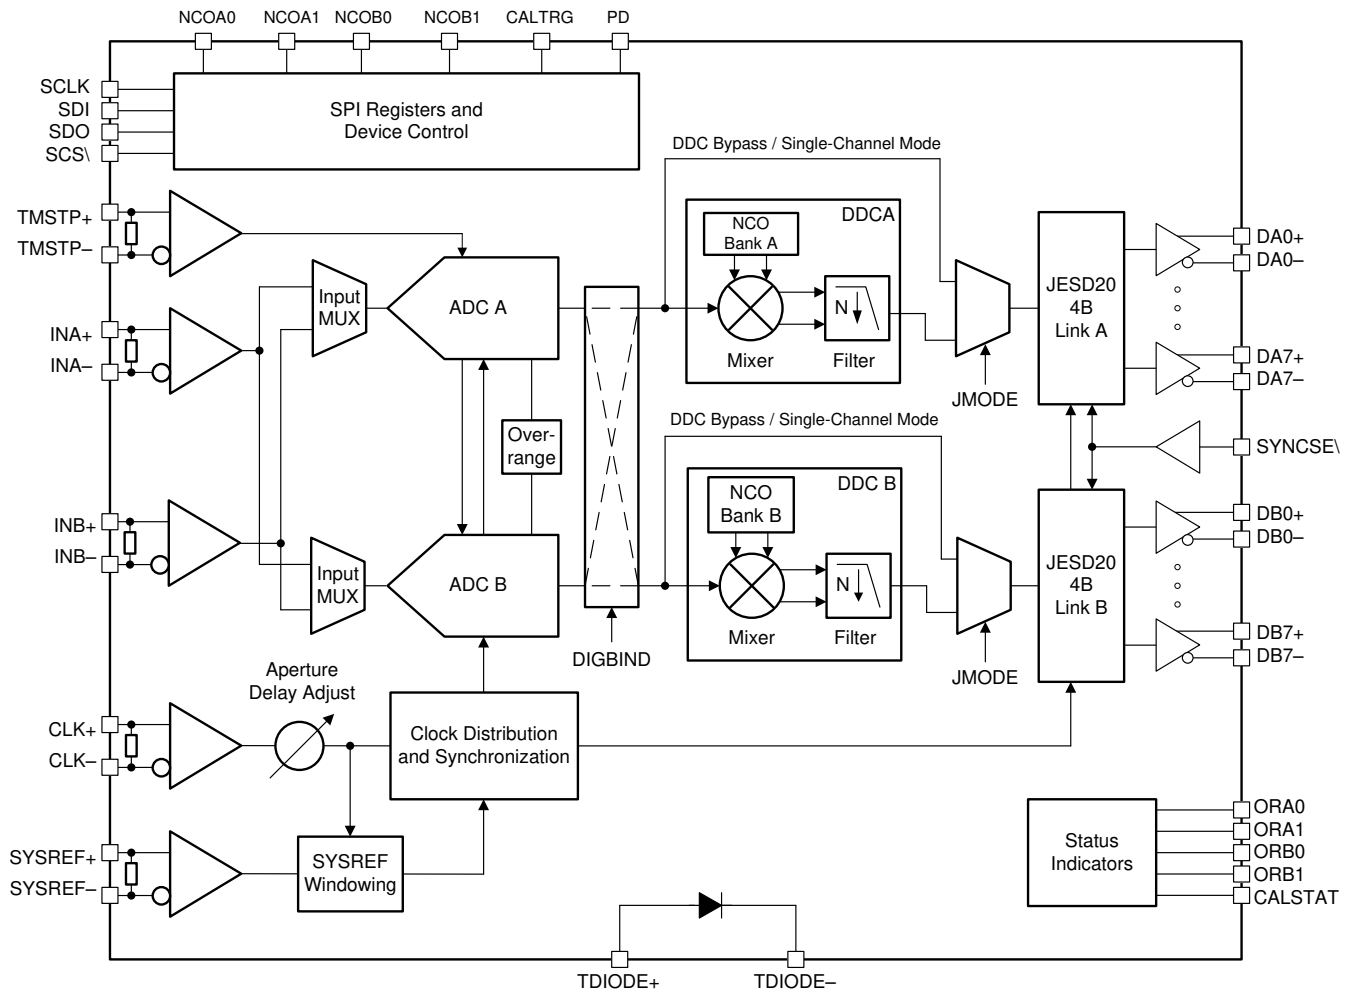 NCOA0 NCOA1 NCOB0 NCOB1 CALTRG PD
SCLK
SDI
SDO
SCS\
SPI Registers and
Device Control
DDC Bypass / Single-Channel Mode
TMSTP+
TMSTP–
INA+
INA–
Input
MUX
ADC A
DDCA
NCO
Bank A
Mixer
N
Filter
JMODE
JESD20
4B
Link A
DA0+
DA0–
DA7+
DA7–
SYNCSE\
Over-
range
DDC Bypass / Single-Channel Mode
INB+
INB–
Input
MUX
ADC B
DIGBIND
DDC B
NCO
Bank B
Mixer
N
Filter
JMODE
JESD20
4B
Link B
DB0+
DB0–
DB7+
DB7–
Aperture
Delay Adjust
CLK+
CLK–
Clock Distribution
and Synchronization
SYSREF+
SYSREF–
SYSREF
Windowing
Status
Indicators
ORA0
ORA1
ORB0
ORB1
CALSTAT
TDIODE+ TDIODE–